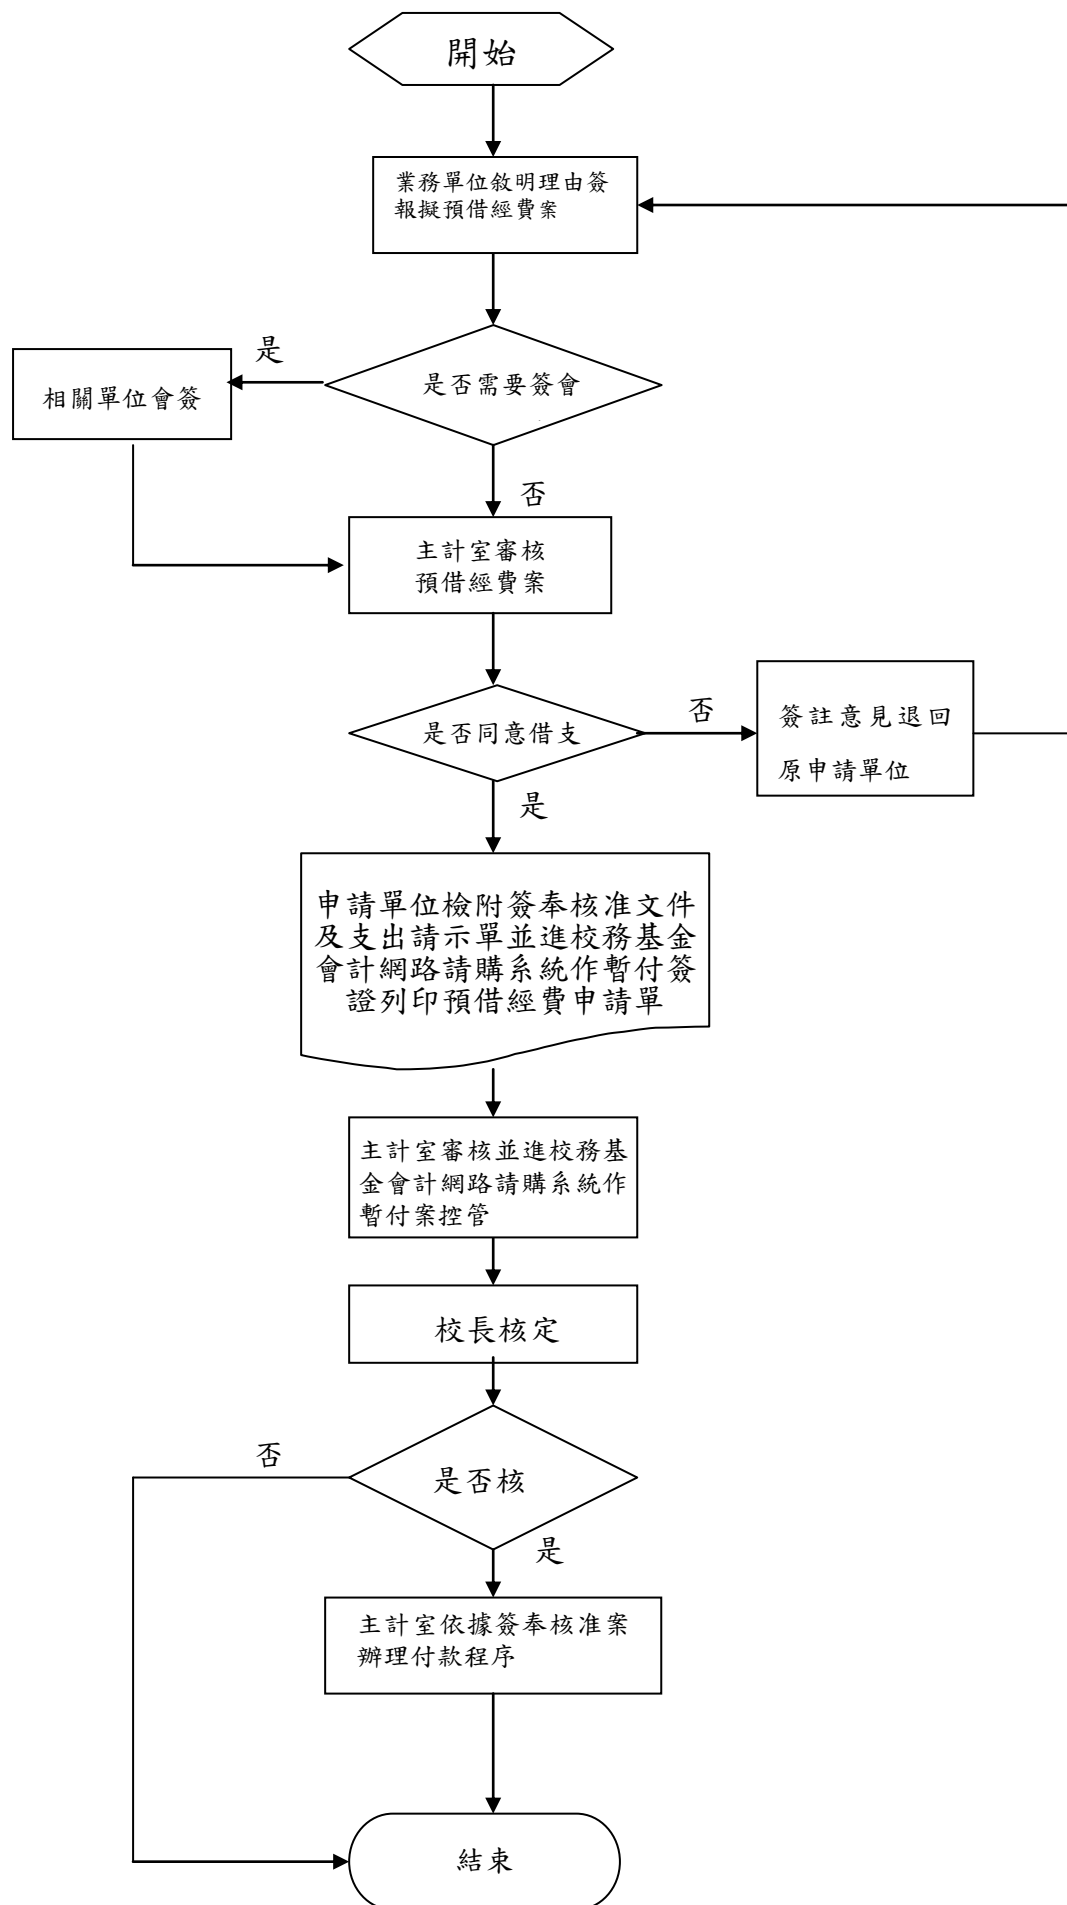 開始
業務單位敘明理由簽
報擬預借經費案
是
是否需要簽會
相關單位會簽
否
主計室審核
預借經費案
否
是否同意借支
簽註意見退回
原申請單位
是
申請單位檢附簽奉核准文件
及支出請示單並進校務基金
會計網路請購系統作暫付簽
證列印預借經費申請單
主計室審核並進校務基
金會計網路請購系統作
暫付案控管
校長核定
否
是否核
是
主計室依據簽奉核准案
辦理付款程序
結束